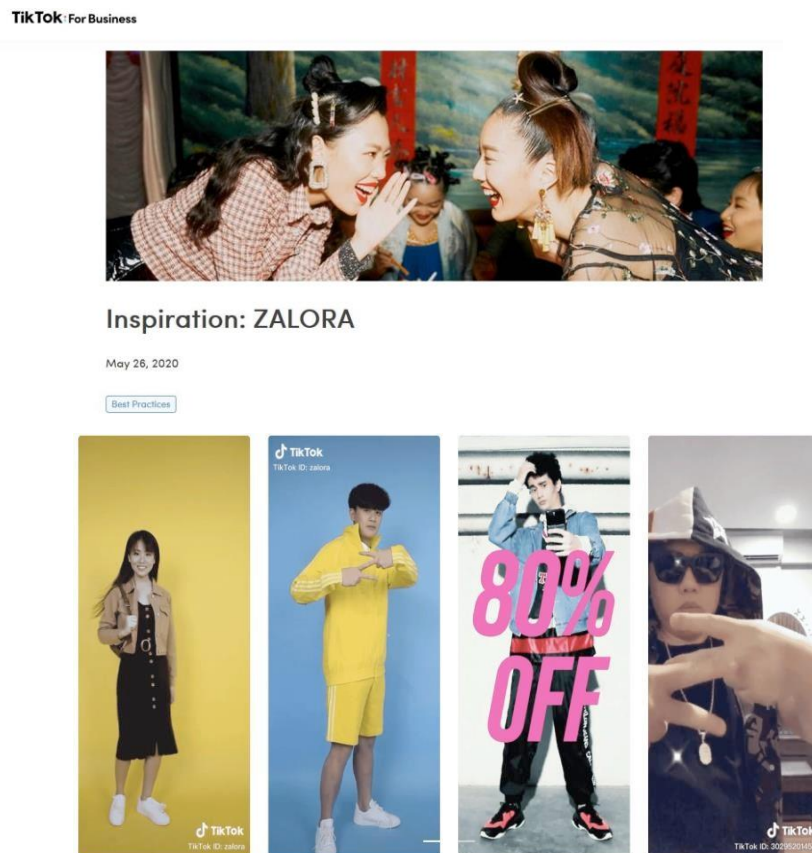 TikTok: For Business
Inspiration: ZALORA
May 26, 2020
Best Practices
TikTok
TikTok ID: zalora
80%
OFF
TikTok
TikTok ID: zalora
TikTok